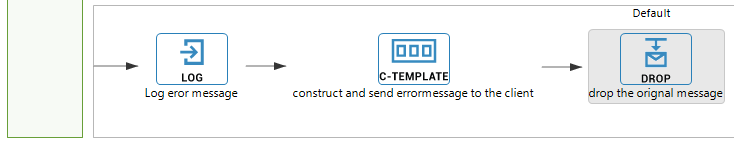 Default
LOG
C-TEMPLATE
DROP
Log eror message
construct and send errormessage to the client
drop the orignal message